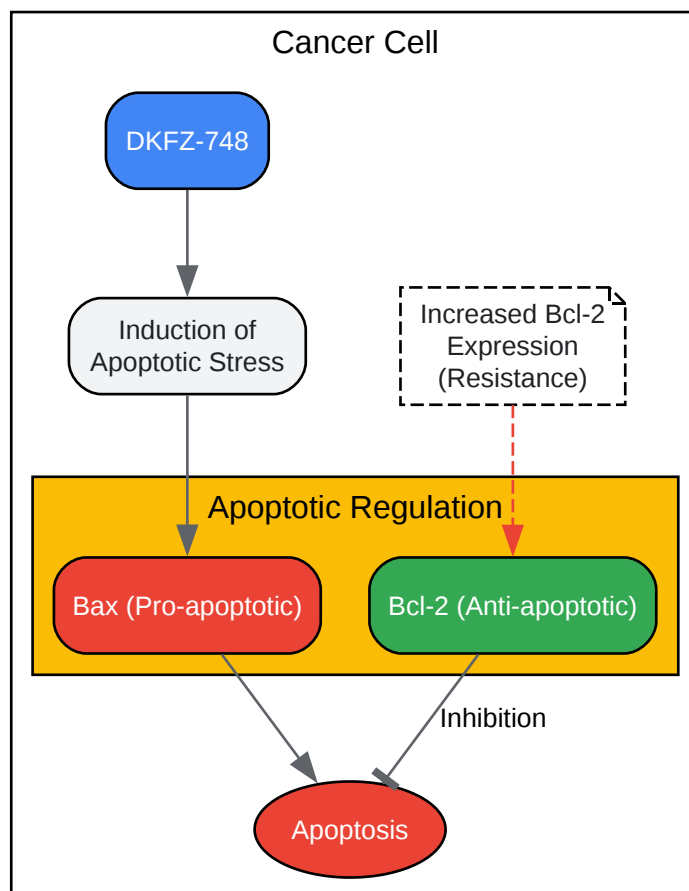 Cancer Cell
DKFZ-748
Induction of
Apoptotic Stress
Increased Bcl-2
Expression
(Resistance)
Apoptotic Regulation
Bax (Pro-apoptotic)
Bcl-2 (Anti-apoptotic)
Inhibition
Apoptosis